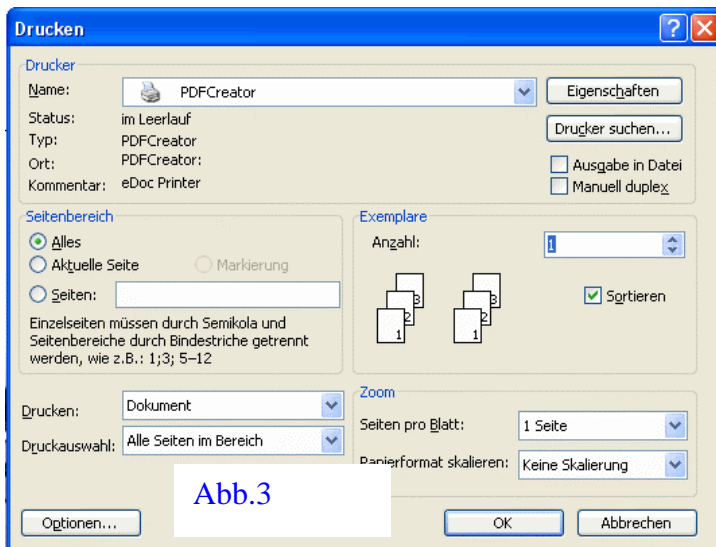 Drucken
Drucker
Name: PDFCreator Eigenschaften
Status: im Leerlauf
Typ: PDFCreator Drucker suchen...
Ort: PDFCreator: Ausgabe in Datei
Kommentar: eDoc Printer Manuell duplex
Seitenbereich
Alles
Aktuelle Seite Markierung
Seiten:
Einzelseiten müssen durch Semikola und
Seitenbereiche durch Bindestriche getrennt
werden, wie z.B.: 1;3; 5–12
Exemplare
Anzahl: 1
3 3
2 2
1 1
Sortieren
Drucken: Dokument
Druckauswahl: Alle Seiten im Bereich
Zoom
Seiten pro Blatt: 1 Seite
Papierformat skalieren: Keine Skalierung
Abb.3
Optionen... OK Abbrechen